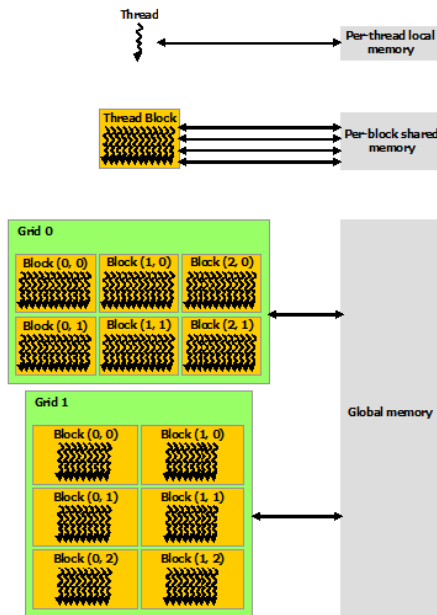 Thread
Per-thread local
memory
Thread Block
Per-block shared
memory
Grid 0
Block (0, 0) Block (1, 0) Block (2, 0)
Block (0, 1) Block (1, 1) Block (2, 1)
Grid 1
Block (0, 0) Block (1, 0)
Block (0, 1) Block (1, 1)
Block (0, 2) Block (1, 2)
Global memory